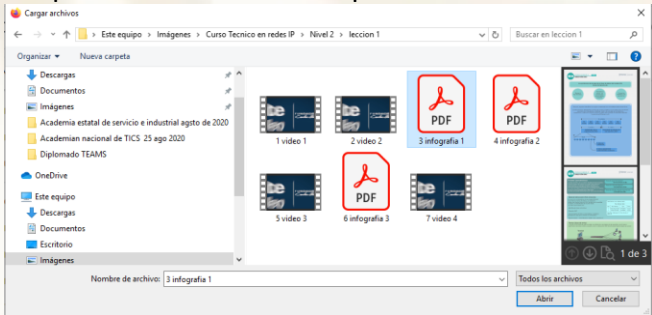 Cargar archivos
Este equipo > Imágenes > Curso Tecnico en redes IP > Nivel 2 > leccion 1
Buscar en leccion 1
Organizar
Nueva carpeta
Descargas
Documentos
Imágenes
Academia estatal de servicio e industrial agsto de 2020
Academian nacional de TICS 25 ago 2020
Diplomado TEAMS
OneDrive
Este equipo
Descargas
Documentos
Escritorio
Imágenes
PDF
PDF
1 video 1
2 video 2
3 infografia 1
4 infografia 2
PDF
5 video 3
6 infografia 3
7 video 4
1 de 3
Nombre de archivo:
3 infografia 1
Todos los archivos
Abrir
Cancelar